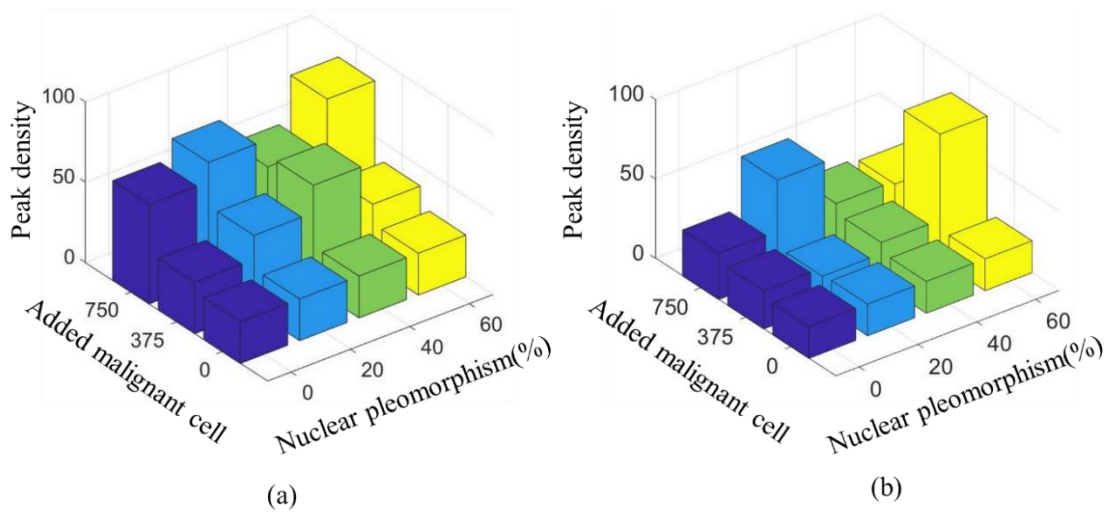 100
50
0
Peak density
750
375
0
Added malignant cell
0
20
40
60
Nuclear pleomorphism(%)
(a)
100
50
0
Peak density
750
375
0
Added malignant cell
0
20
40
60
Nuclear pleomorphism(%)
(b)